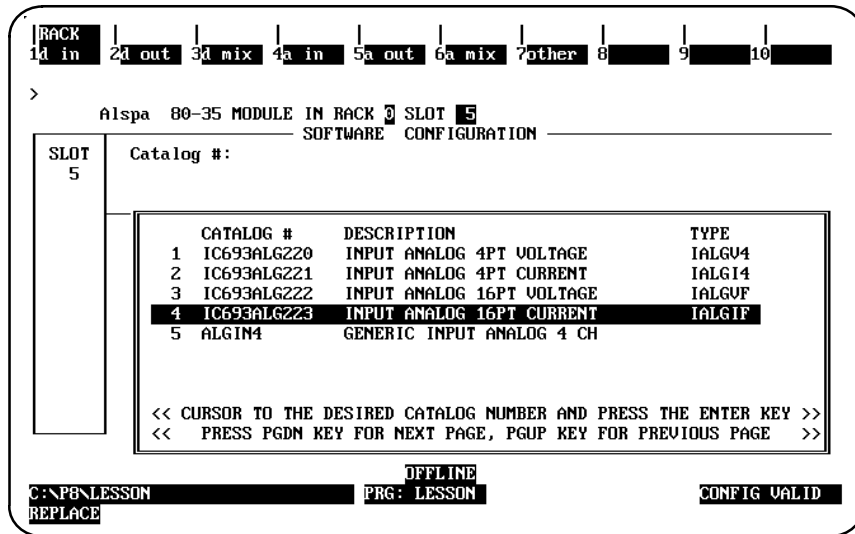 RACK
1d in 2d out 3d mix 4a in 5a out 6a mix 7other 8 9 10
>
Alspa 80-35 MODULE IN RACK 0 SLOT 5
SOFTWARE CONFIGURATION
SLOT Catalog #:
5
CATALOG # DESCRIPTION TYPE
1 IC693ALG220 INPUT ANALOG 4PT VOLTAGE IALGV4
2 IC693ALG221 INPUT ANALOG 4PT CURRENT IALGI4
3 IC693ALG222 INPUT ANALOG 16PT VOLTAGE IALGVF
4 IC693ALG223 INPUT ANALOG 16PT CURRENT IALGIF
5 ALGIN4 GENERIC INPUT ANALOG 4 CH
<< CURSOR TO THE DESIRED CATALOG NUMBER AND PRESS THE ENTER KEY >>
<< PRESS PGDN KEY FOR NEXT PAGE, PGUP KEY FOR PREVIOUS PAGE >>
OFFLINE
C:\P8\LESSON PRG: LESSON CONFIG VALID
REPLACE